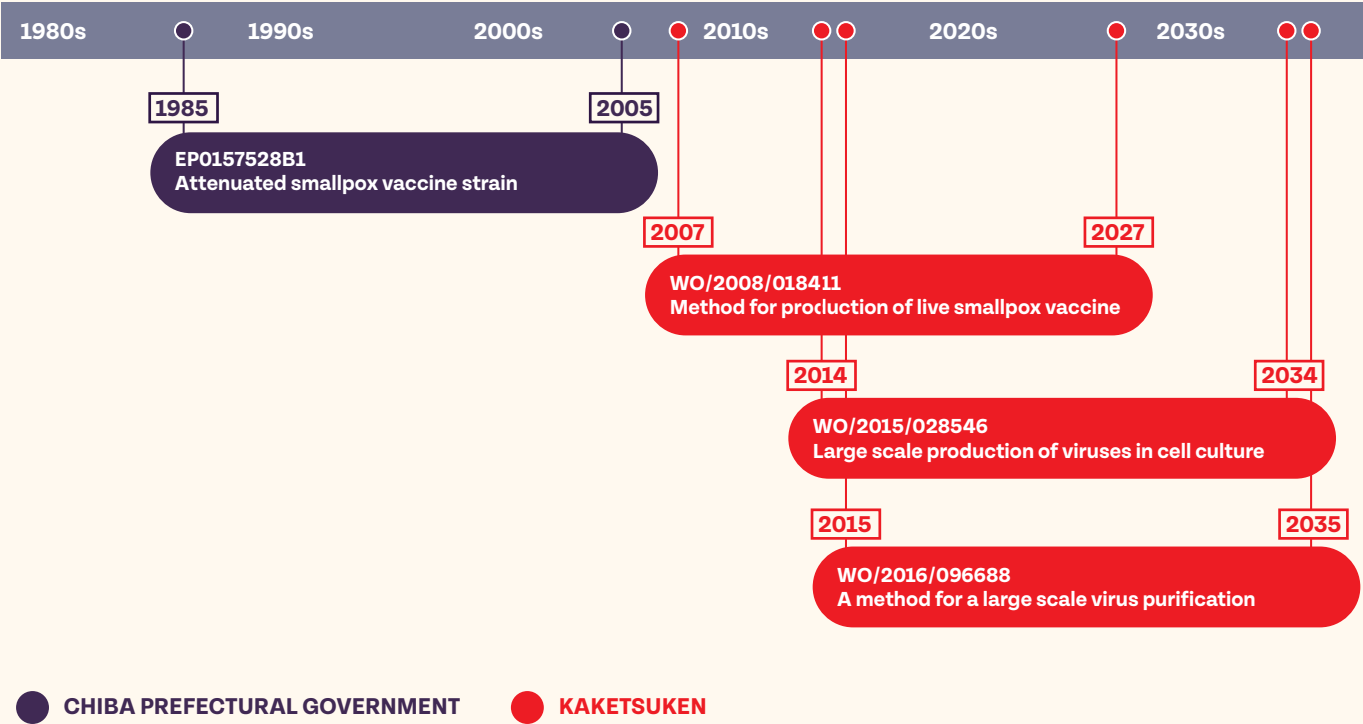 1980s 1990s 2000s 2010s 2020s 2030s
1985 2005
EP0157528B1
Attenuated smallpox vaccine strain
2007 2027
WO/2008/018411
Method for production of live smallpox vaccine
2014 2034
WO/2015/028546
Large scale production of viruses in cell culture
2015 2035
WO/2016/096688
A method for a large scale virus purification
CHIBA PREFECTURAL GOVERNMENT KAKETSUKEN